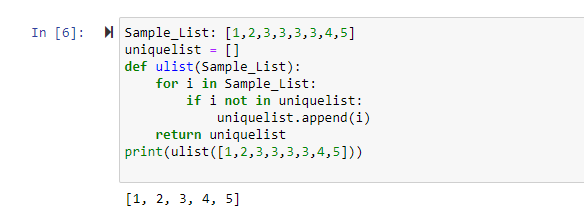 In [6]: Sample_List: [1,2,3,3,3,3,4,5]
uniquelist = []
def ulist(Sample_List):
    for i in Sample_List:
        if i not in uniquelist:
            uniquelist.append(i)
    return uniquelist
print(ulist([1,2,3,3,3,3,4,5]))
[1, 2, 3, 4, 5]